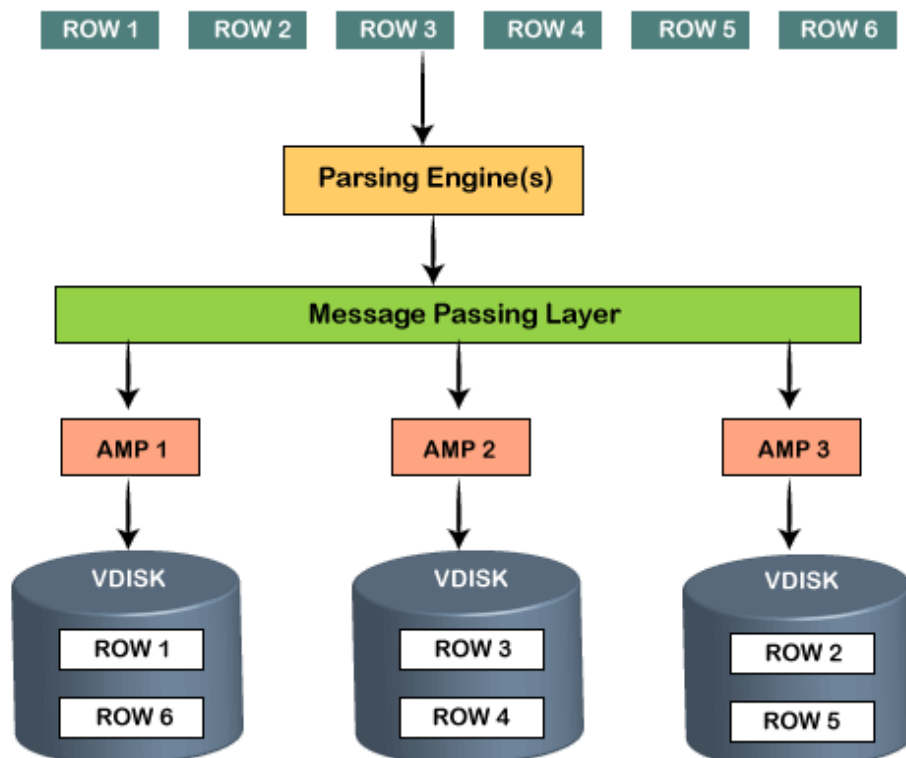 ROW 1 ROW 2 ROW 3 ROW 4 ROW 5 ROW 6
Parsing Engine(s)
Message Passing Layer
AMP 1 AMP 2 AMP 3
VDISK VDISK VDISK
ROW 1 ROW 3 ROW 2
ROW 6 ROW 4 ROW 5